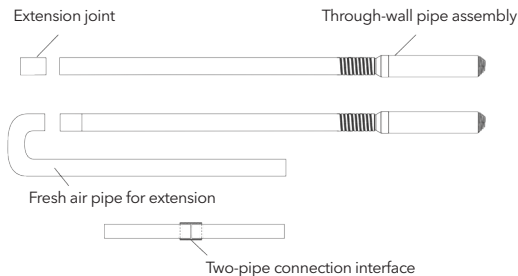 Extension joint
Through-wall pipe assembly
Fresh air pipe for extension
Two-pipe connection interface